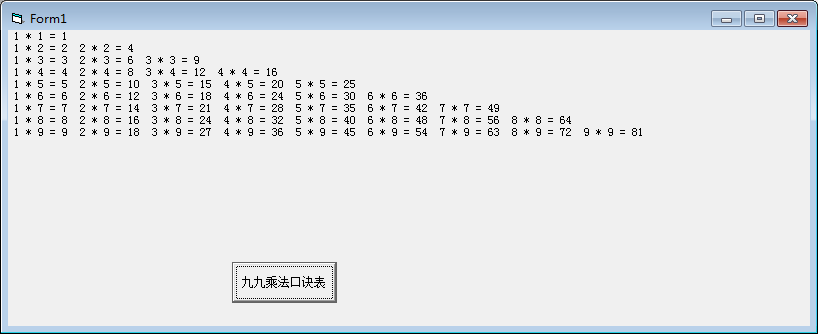 Form1
1 * 1 = 1
1 * 2 = 2  2 * 2 = 4
1 * 3 = 3  2 * 3 = 6  3 * 3 = 9
1 * 4 = 4  2 * 4 = 8  3 * 4 = 12  4 * 4 = 16
1 * 5 = 5  2 * 5 = 10  3 * 5 = 15  4 * 5 = 20  5 * 5 = 25
1 * 6 = 6  2 * 6 = 12  3 * 6 = 18  4 * 6 = 24  5 * 6 = 30  6 * 6 = 36
1 * 7 = 7  2 * 7 = 14  3 * 7 = 21  4 * 7 = 28  5 * 7 = 35  6 * 7 = 42  7 * 7 = 49
1 * 8 = 8  2 * 8 = 16  3 * 8 = 24  4 * 8 = 32  5 * 8 = 40  6 * 8 = 48  7 * 8 = 56  8 * 8 = 64
1 * 9 = 9  2 * 9 = 18  3 * 9 = 27  4 * 9 = 36  5 * 9 = 45  6 * 9 = 54  7 * 9 = 63  8 * 9 = 72  9 * 9 = 81
九九乘法口诀表